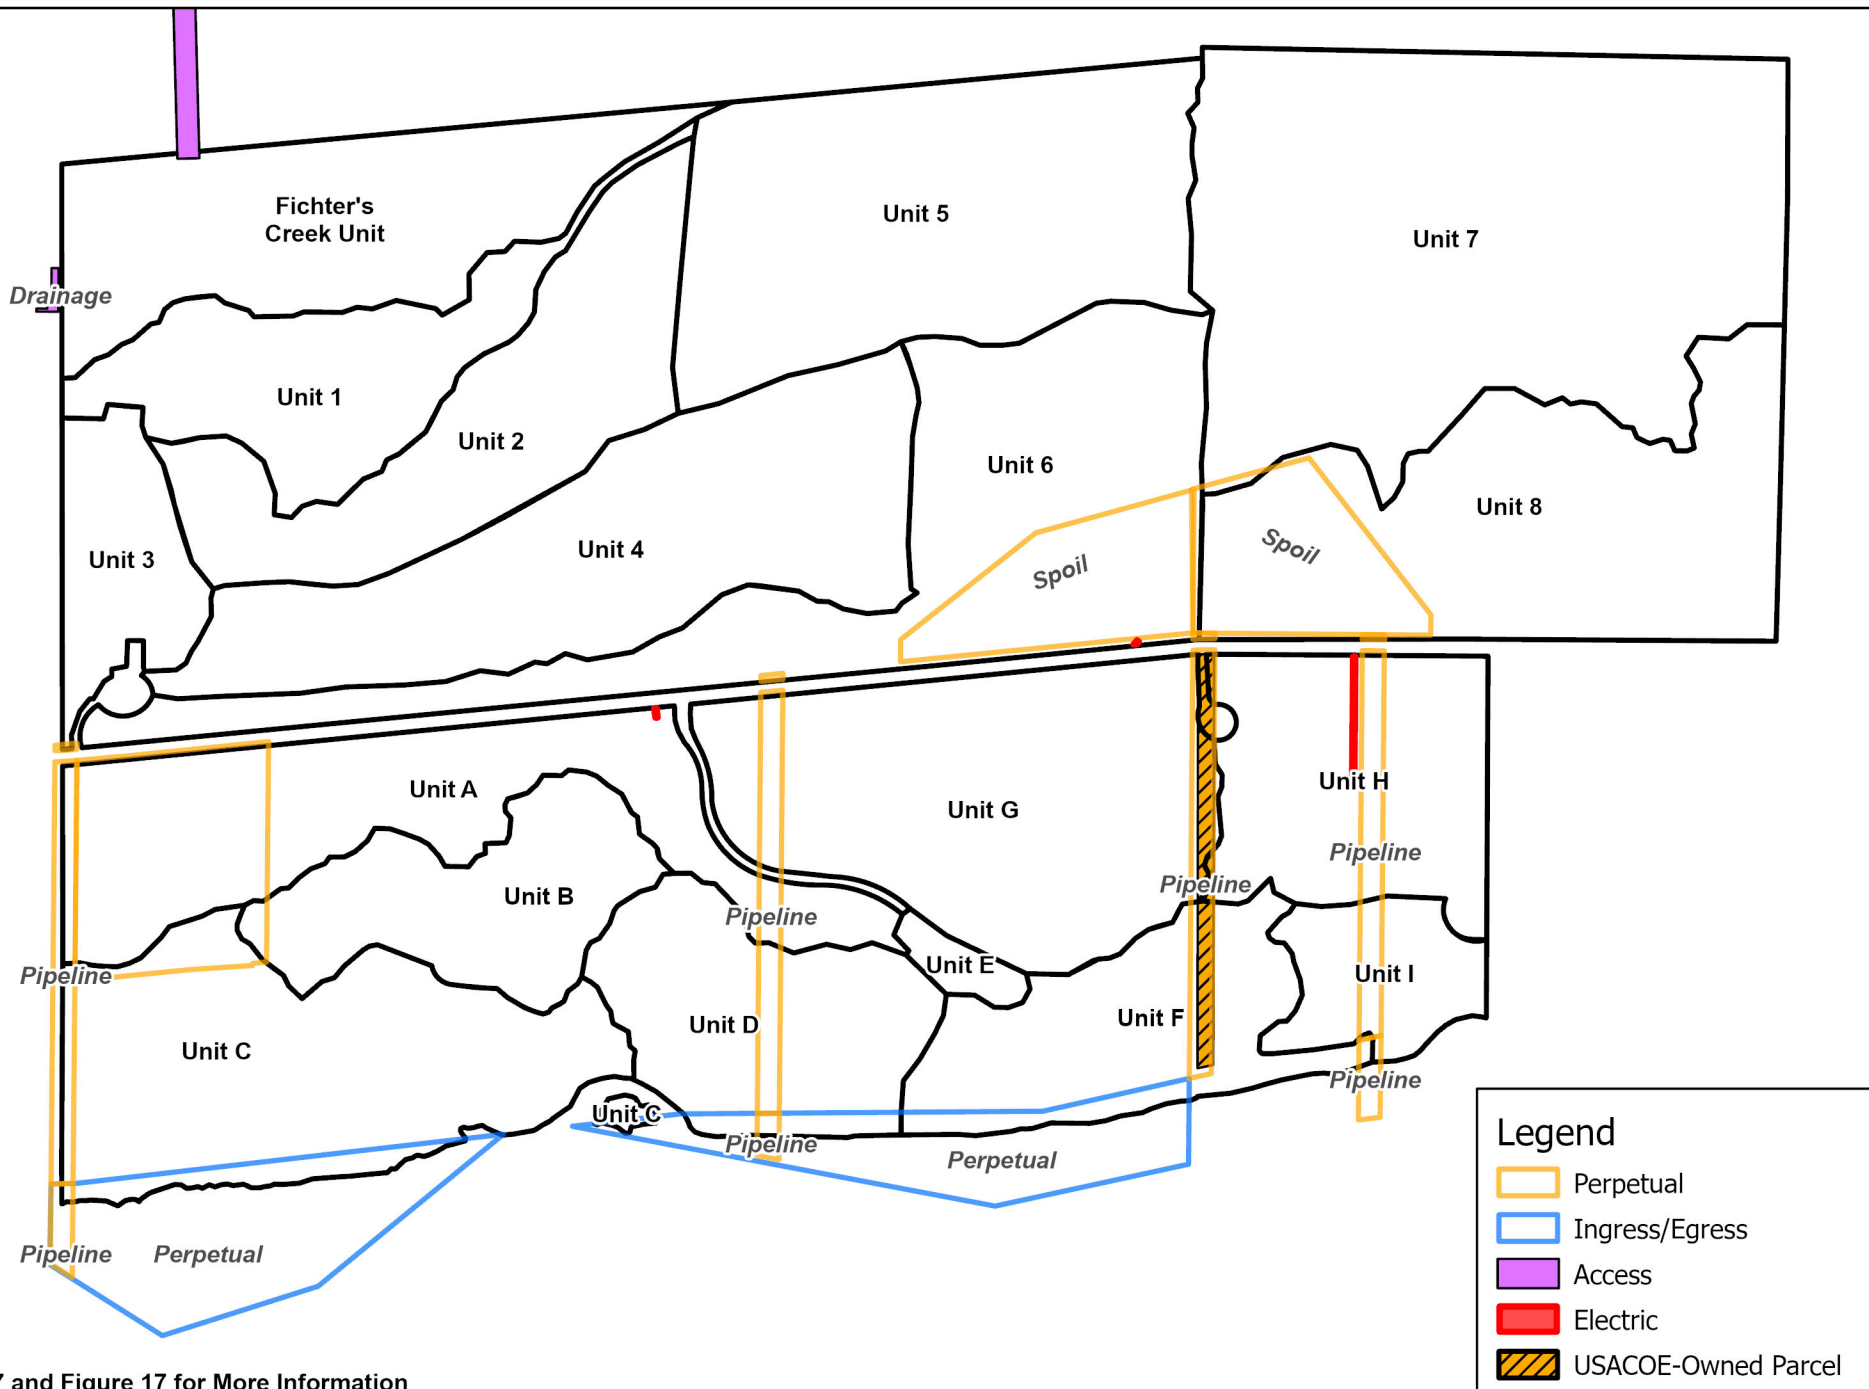 Fichter's
Creek Unit
Unit 5
Unit 7
Drainage
Unit 1
Unit 2
Unit 6
Unit 8
Unit 3
Unit 4
Spoil
Spoil
Unit A
Unit G
Unit H
Pipeline
Unit B
Pipeline
Pipeline
Unit E
Pipeline
Unit I
Unit D
Unit F
Unit C
Pipeline
Unit C
Pipeline
Perpetual
Pipeline
Perpetual
Legend
Perpetual
Ingress/Egress
Access
Electric
USACOE-Owned Parcel
and Figure 17 for More Information